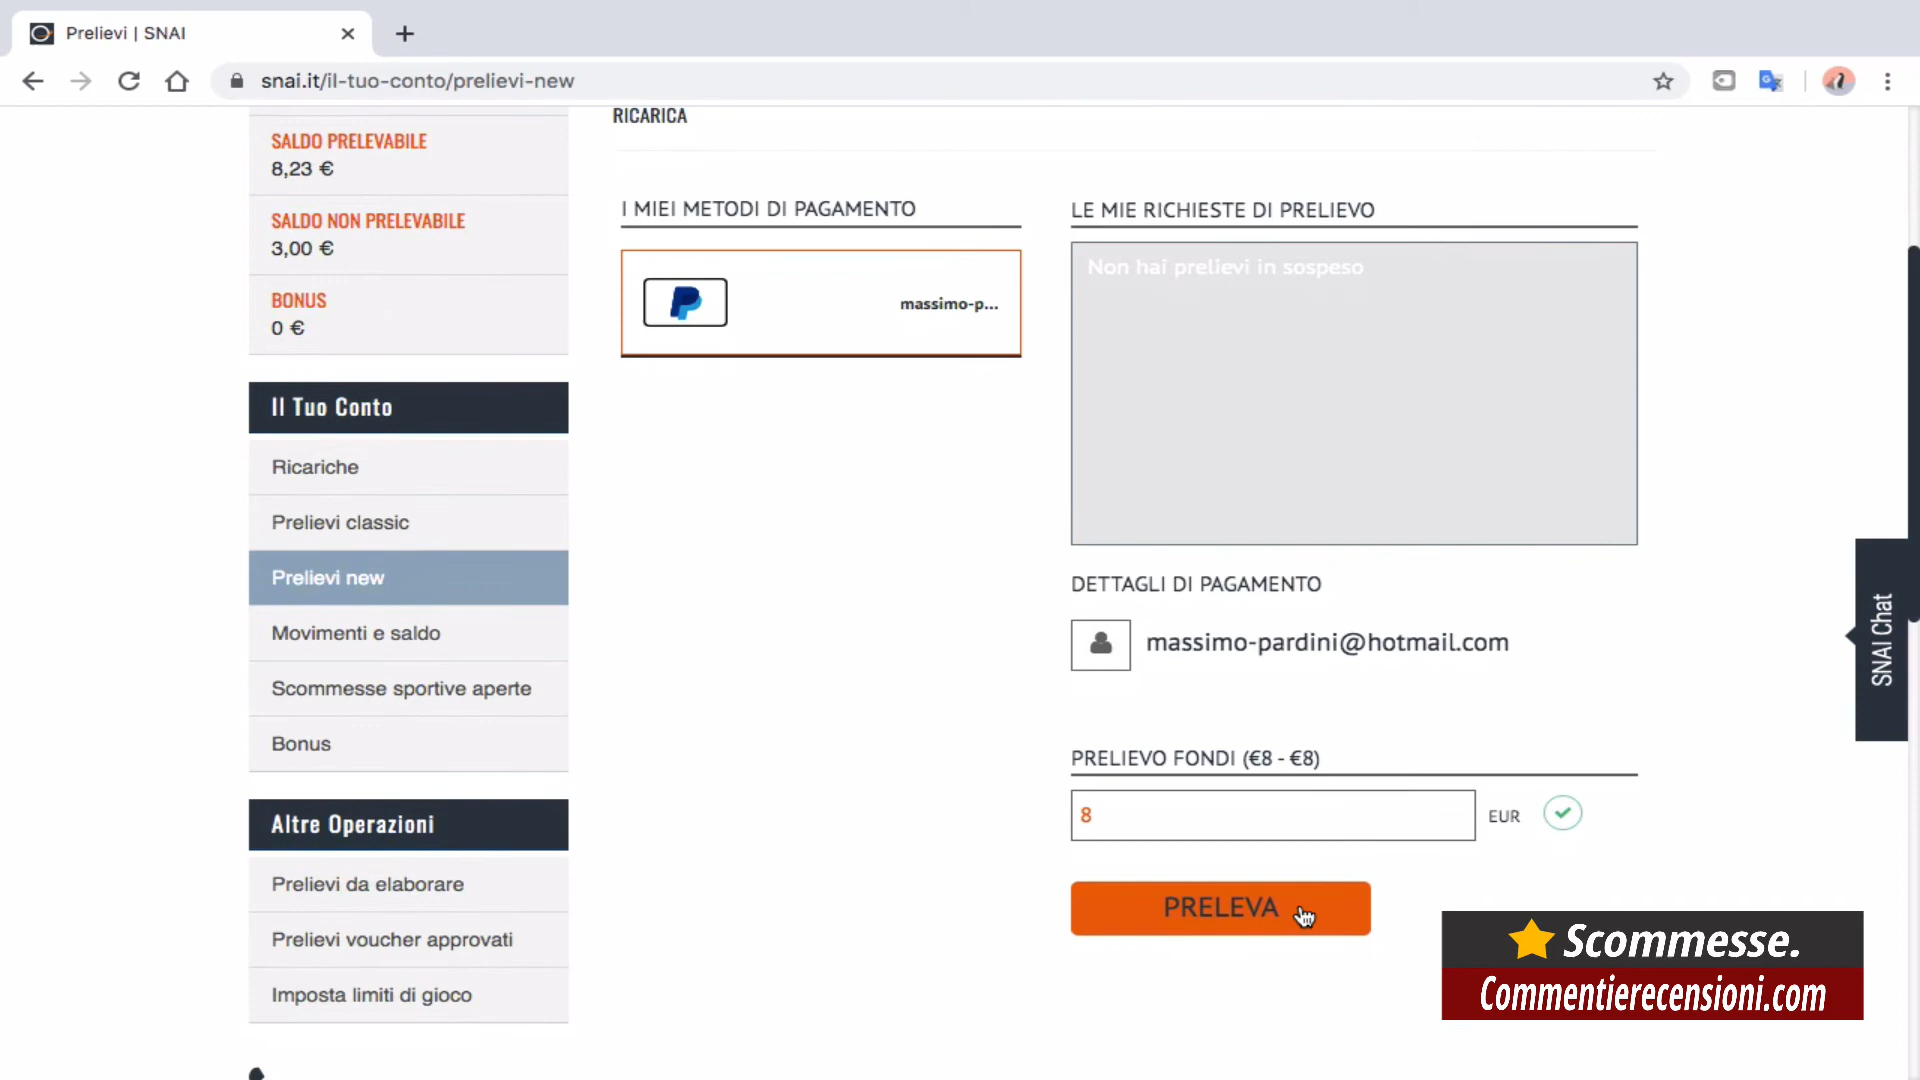 Prelievi | SNAI
snai.it/il-tuo-conto/prelievi-new
SALDO PRELEVABILE
8,23 €
SALDO NON PRELEVABILE
3,00 €
BONUS
0 €
Il Tuo Conto
Ricariche
Prelievi classic
Prelievi new
Movimenti e saldo
Scommesse sportive aperte
Bonus
Altre Operazioni
Prelievi da elaborare
Prelievi voucher approvati
Imposta limiti di gioco
RICARICA
I MIEI METODI DI PAGAMENTO
massimo-p...
LE MIE RICHIESTE DI PRELIEVO
Non hai prelievi in sospeso
DETTAGLI DI PAGAMENTO
massimo-pardini@hotmail.com
PRELIEVO FONDI (€8 - €8)
8
EUR
PRELEVA
SNAI Chat
Scommesse.
Commentierecensioni.com